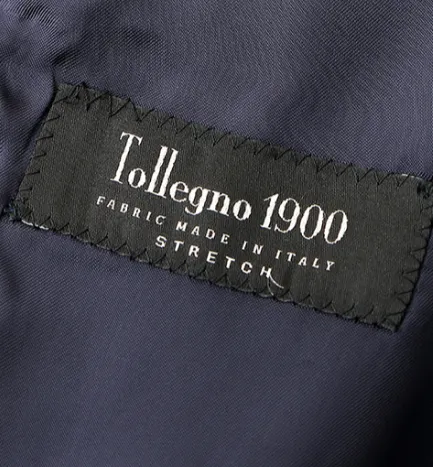 Tollegno 1900
FABRIC MADE IN ITALY
STRETCH